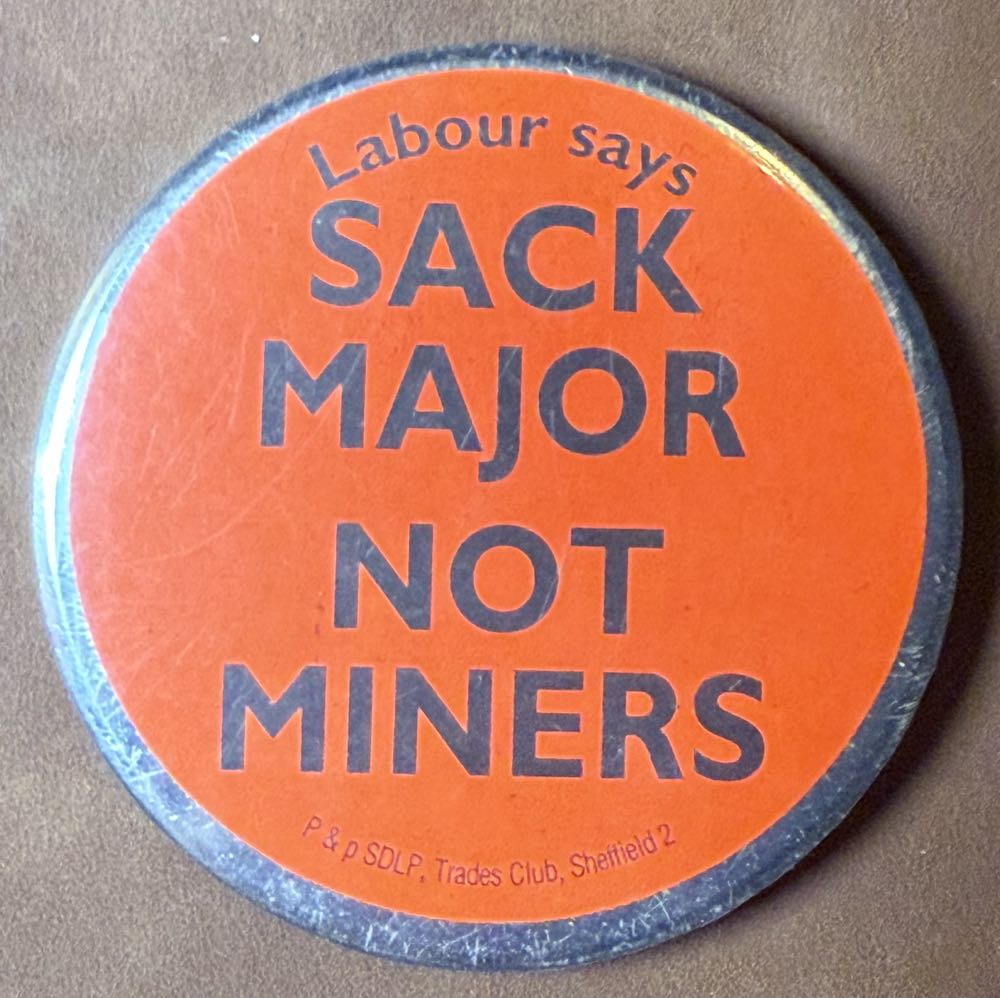 Labour says
SACK
MAJOR
NOT
MINERS
P & p SDLP, Trades Club, Sheffield 2